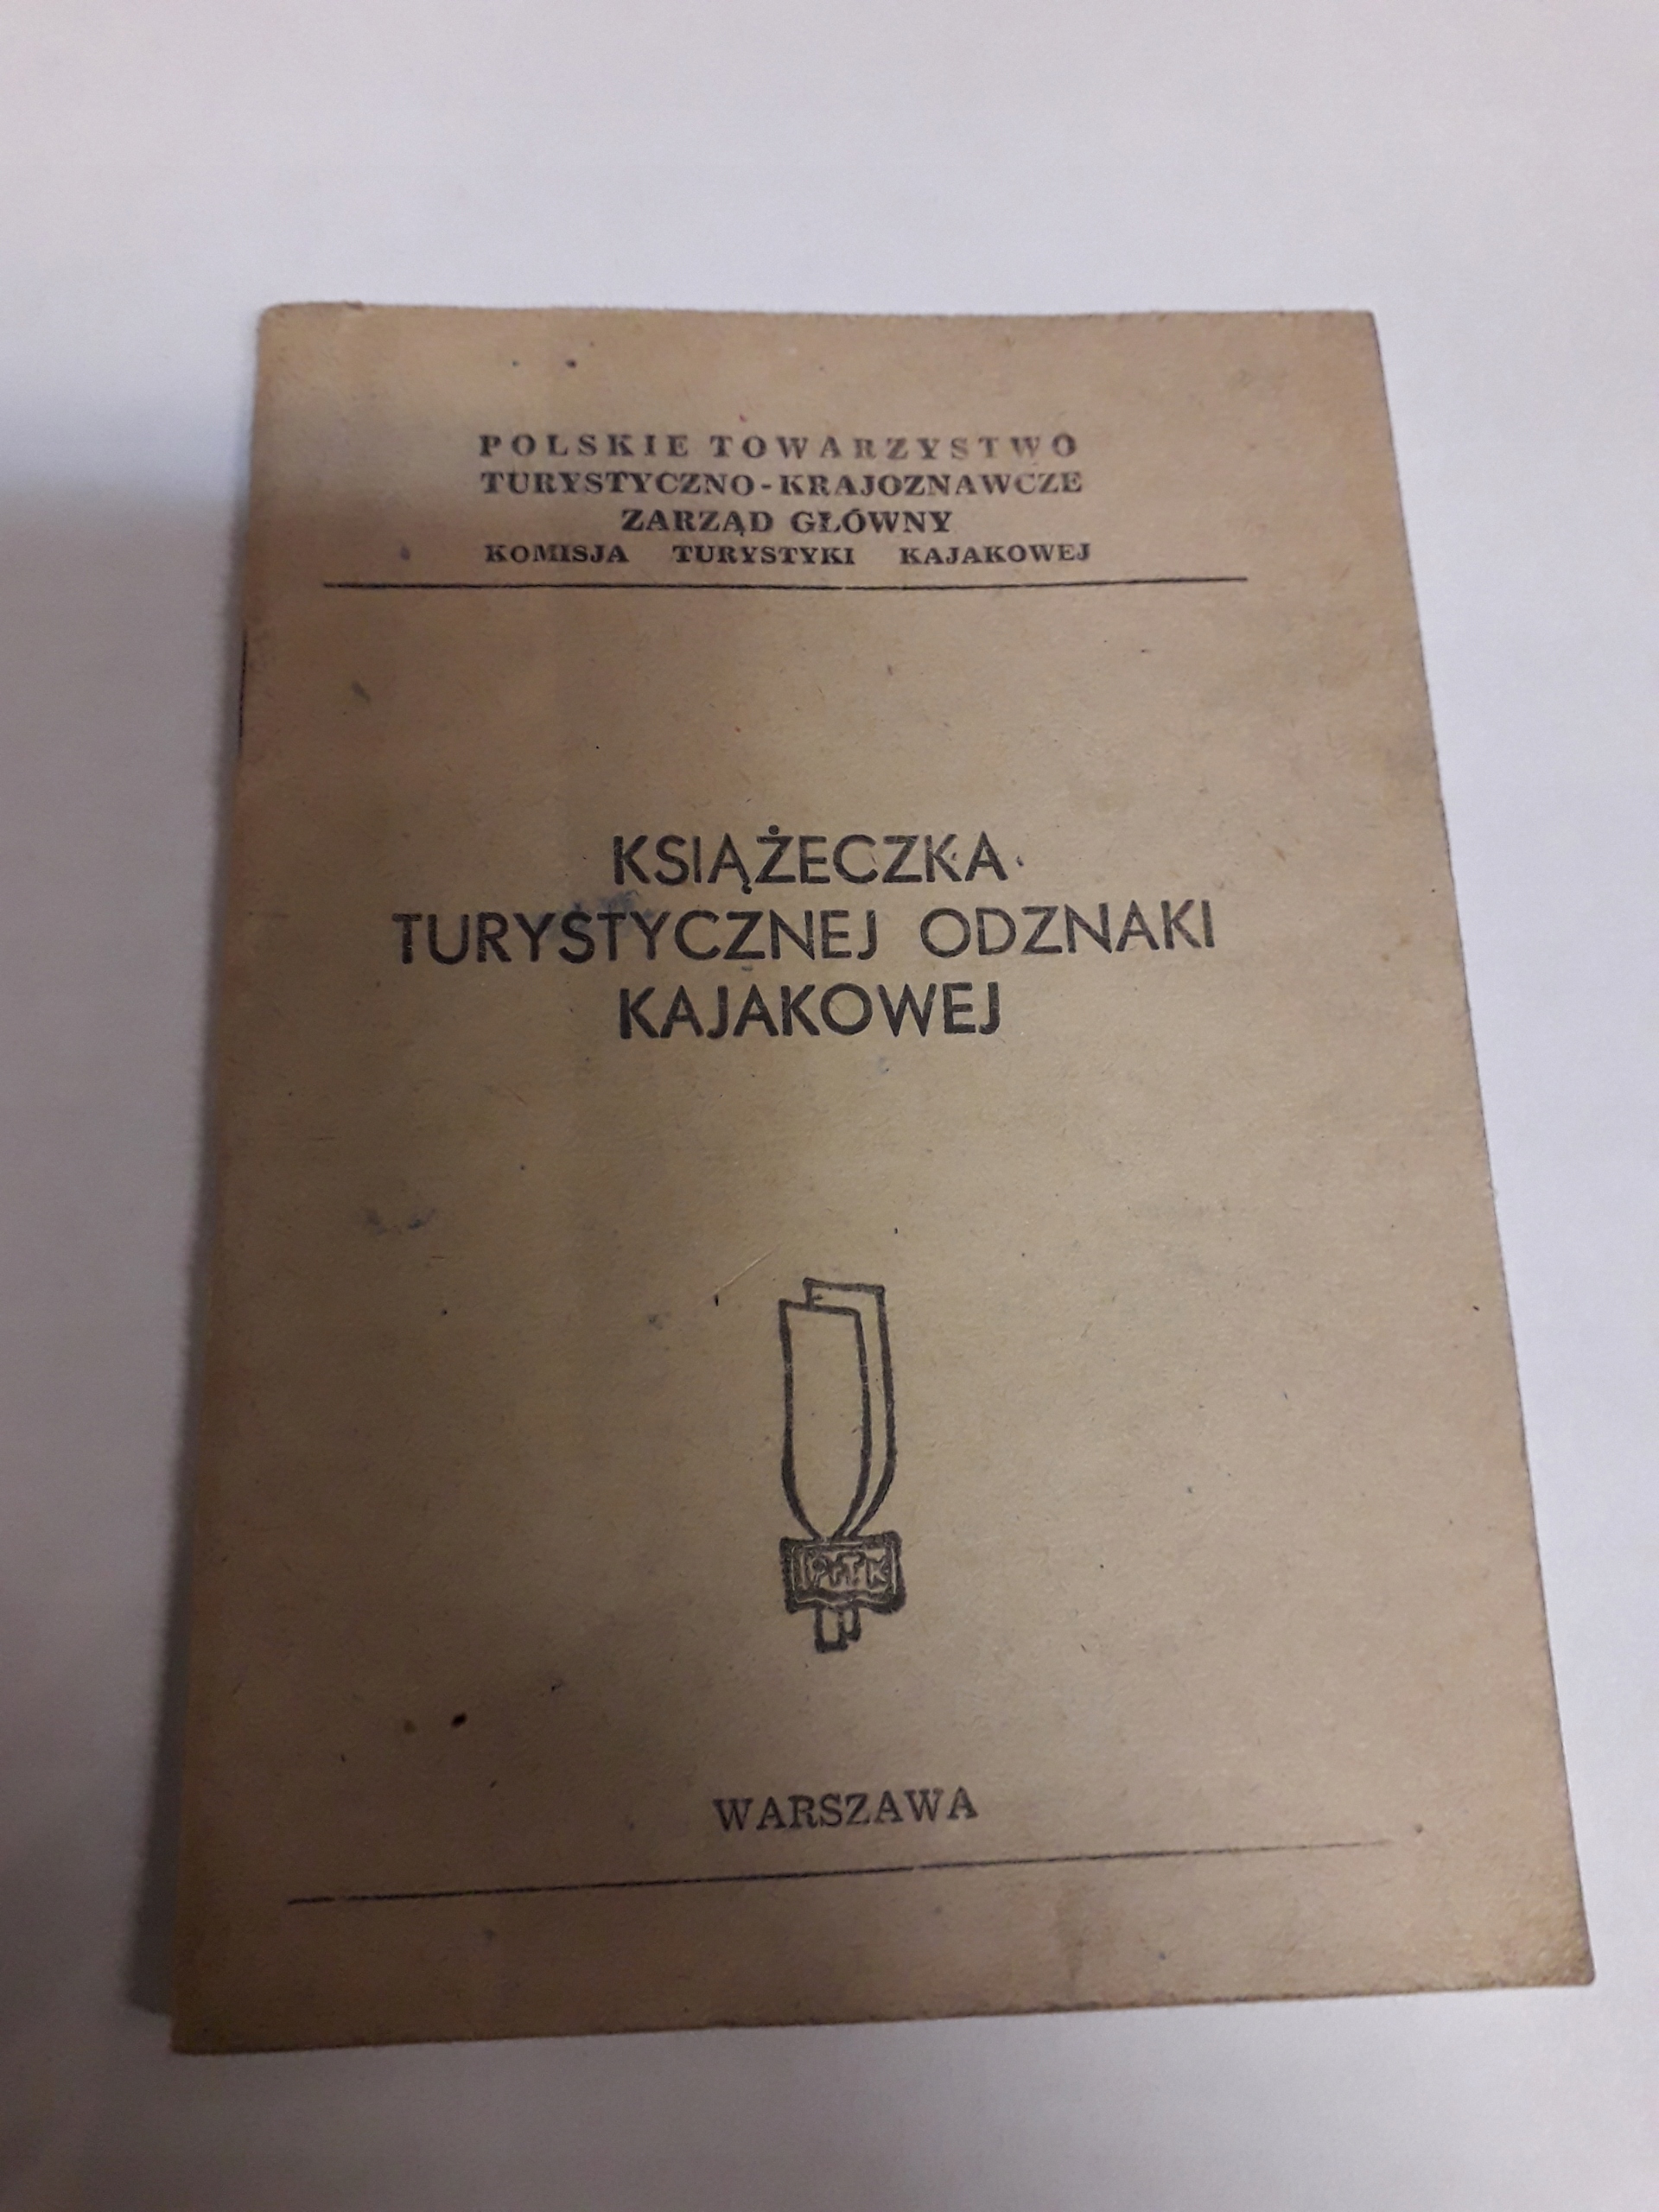 POLSKIE TOWARZYSTWO
TURYSTYCZNO-KRAJOZNAWCZE
ZARZĄD GŁÓWNY
KOMISJA TURYSTYKI KAJAKOWEJ
KSIĄŻECZKA
TURYSTYCZNEJ ODZNAKI
KAJAKOWEJ
PTTK
WARSZAWA